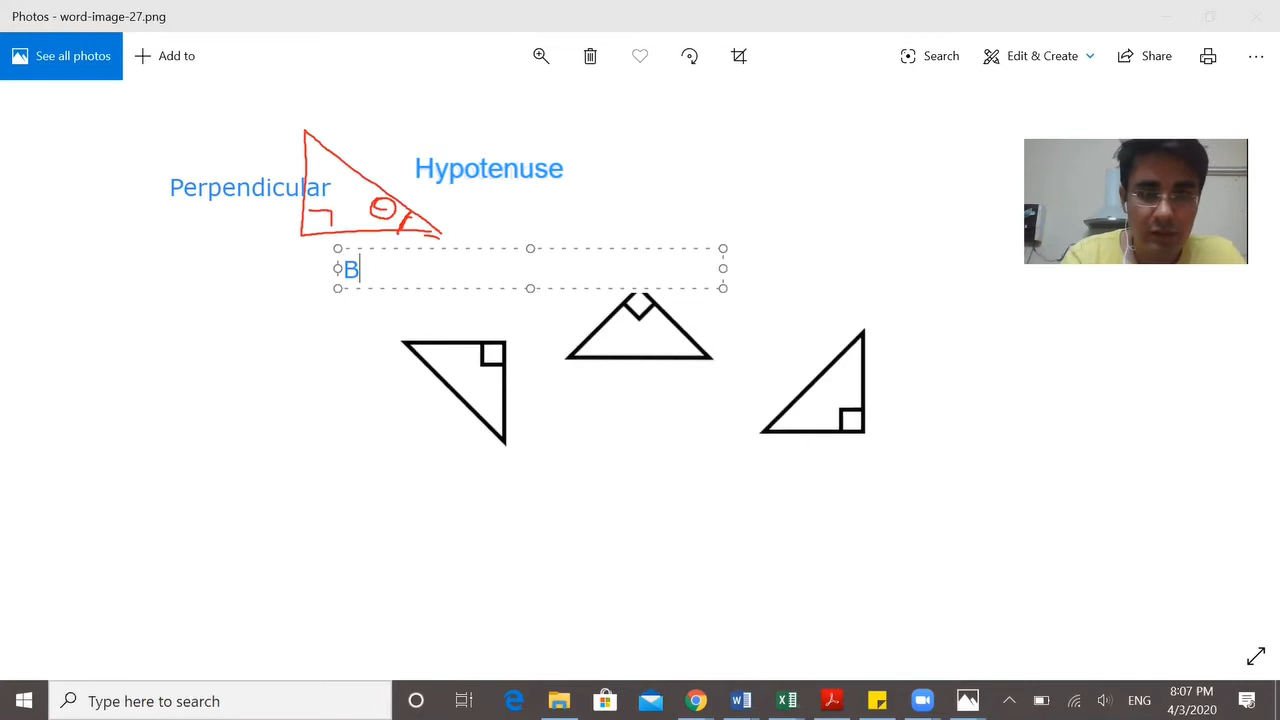 Photos - word-image-27.png
See all photos
Add to
Search
Edit & Create
Share
Perpendicular
Hypotenuse
Θ
B
Type here to search
ENG
8:07 PM
4/3/2020